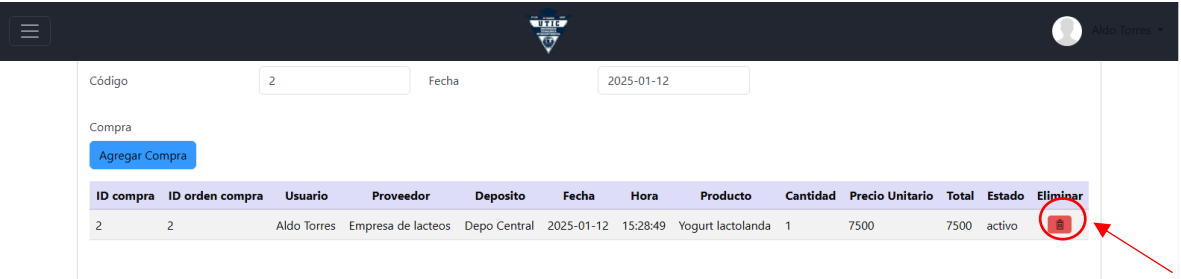 UTIC
Aldo Torres
Código 2 Fecha 2025-01-12
Compra
Agregar Compra
ID compra ID orden compra Usuario Proveedor Deposito Fecha Hora Producto Cantidad Precio Unitario Total Estado Eliminar
2 2 Aldo Torres Empresa de lacteos Depo Central 2025-01-12 15:28:49 Yogurt lactolanda 1 7500 7500 activo